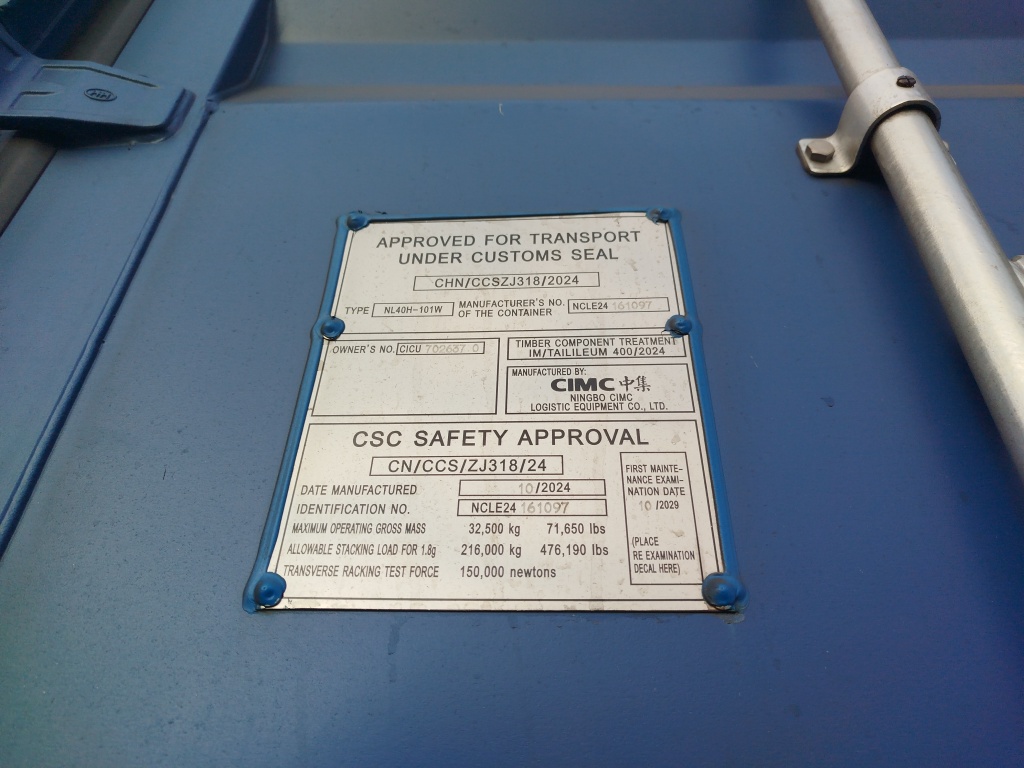 HH
APPROVED FOR TRANSPORT
UNDER CUSTOMS SEAL
CHN/CCSZJ318/2024
TYPE NL40H-101W MANUFACTURER'S NO. OF THE CONTAINER NCLE24 161097
OWNER'S NO. CICU 702637 0
TIMBER COMPONENT TREATMENT
IM/TAILILEUM 400/2024
MANUFACTURED BY:
CIMC 中集
NINGBO CIMC
LOGISTIC EQUIPMENT CO., LTD.
CSC SAFETY APPROVAL
CN/CCS/ZJ318/24
DATE MANUFACTURED 10/2024
IDENTIFICATION NO. NCLE24 161097
MAXIMUM OPERATING GROSS MASS 32,500 kg 71,650 lbs
ALLOWABLE STACKING LOAD FOR 1.8g 216,000 kg 476,190 lbs
TRANSVERSE RACKING TEST FORCE 150,000 newtons
FIRST MAINTE-
NANCE EXAMI-
NATION DATE
10 /2029
(PLACE
RE EXAMINATION
DECAL HERE)